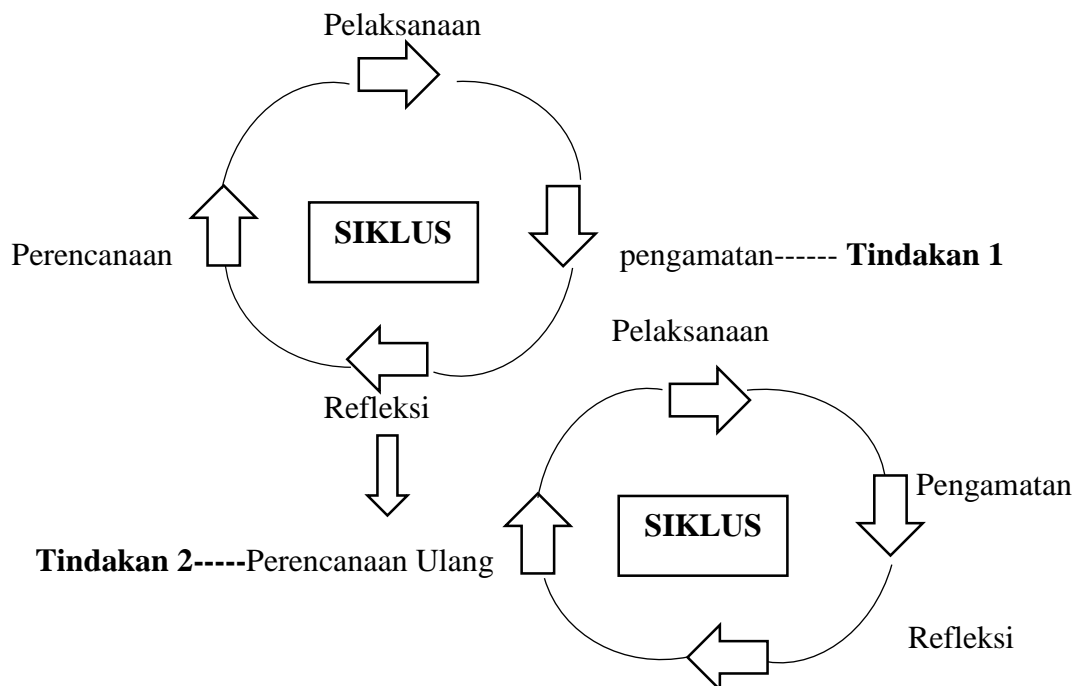 Pelaksanaan
SIKLUS
Perencanaan
pengamatan------ Tindakan 1
Refleksi
Pelaksanaan
Pengamatan
SIKLUS
Tindakan 2-----Perencanaan Ulang
Refleksi